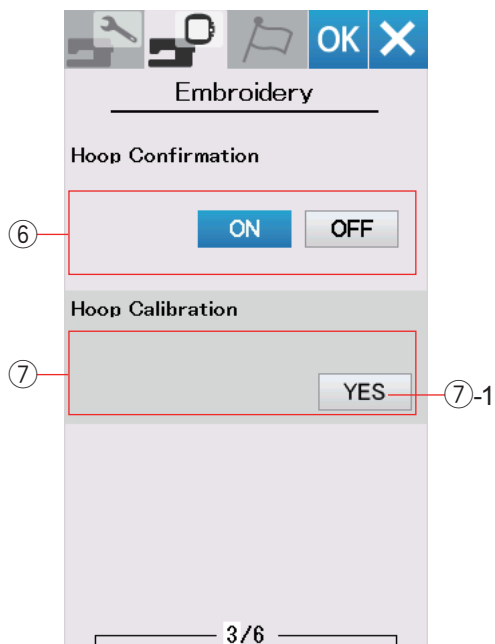 OK
Embroidery
Hoop Confirmation
⑥
ON OFF
Hoop Calibration
⑦
YES ⑦-1
3/6